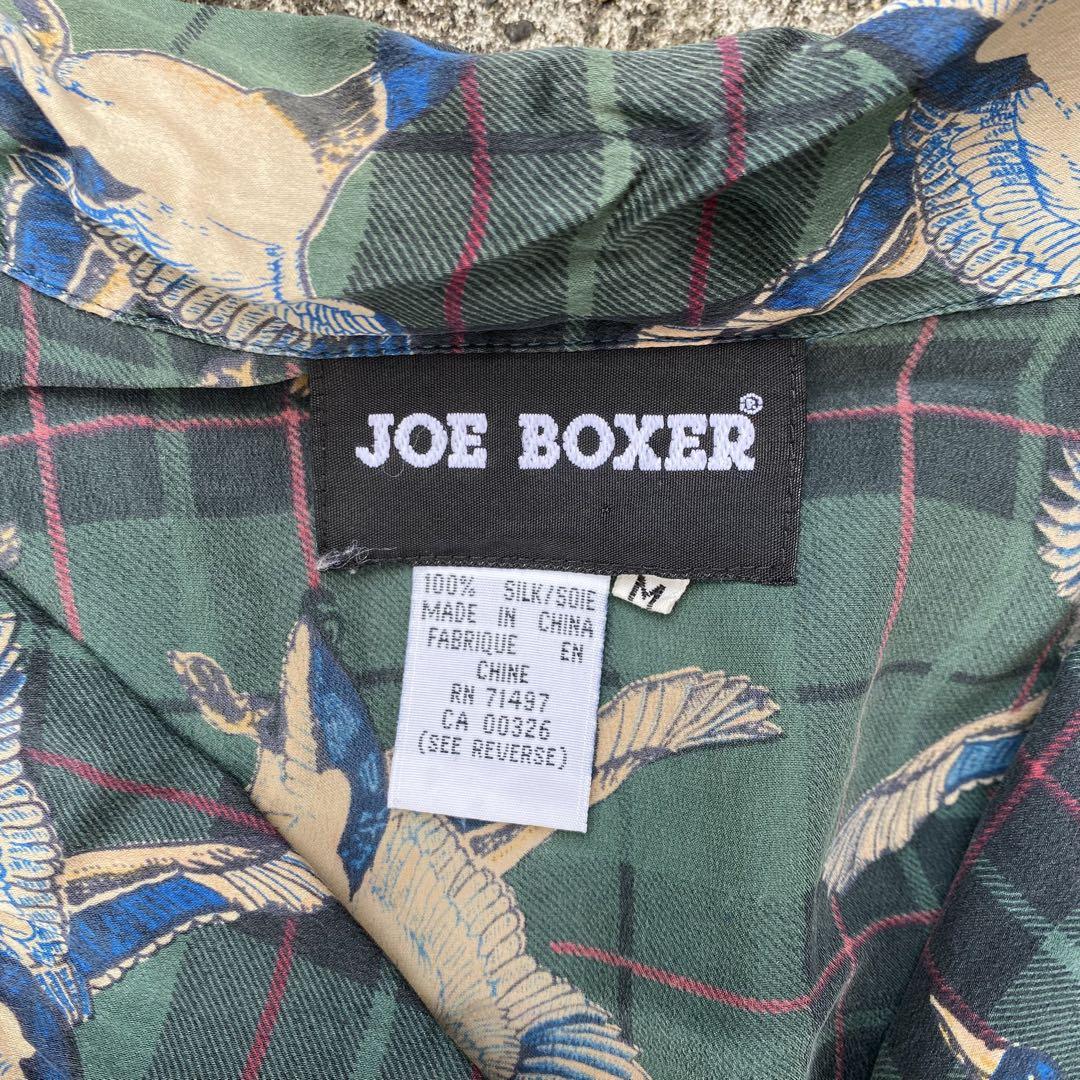 JOE BOXER®
100% SILK/SOIE
MADE IN CHINA
FABRIQUE EN
CHINE
RN 71497
CA 00326
(SEE REVERSE)
M